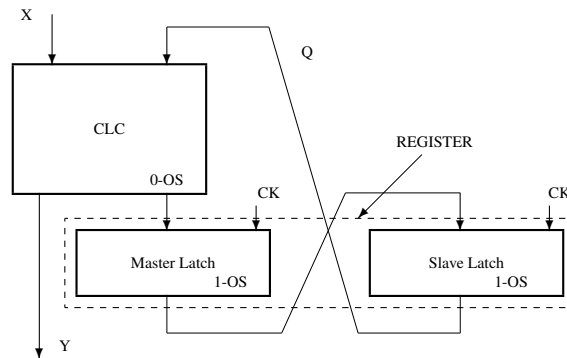 X
Q
CLC
0-OS
REGISTER
CK
CK
Master Latch
1-OS
Slave Latch
1-OS
Y